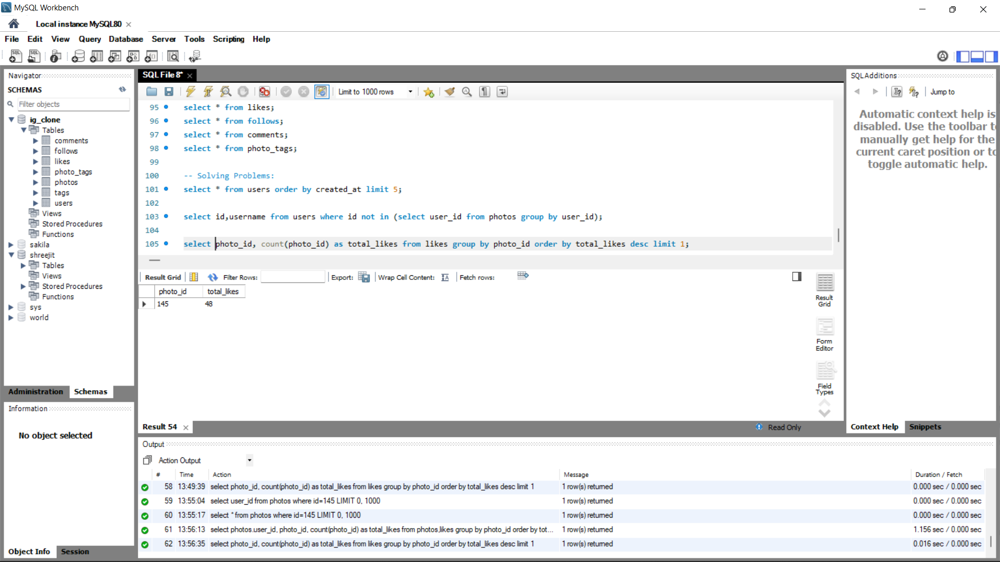 MySQL Workbench
Local instance MySQL80
File Edit View Query Database Server Tools Scripting Help
Navigator
SCHEMAS
Filter objects
ig_clone
Tables
comments
follows
likes
photo_tags
photos
tags
users
Views
Stored Procedures
Functions
sakila
shreejit
Tables
Views
Stored Procedures
Functions
sys
world
Administration Schemas
Information
No object selected
Object Info Session
SQL File 8*
Limit to 1000 rows
95 select * from likes;
96 select * from follows;
97 select * from comments;
98 select * from photo_tags;
99
100 -- Solving Problems:
101 select * from users order by created_at limit 5;
102
103 select id,username from users where id not in (select user_id from photos group by user_id);
104
105 select photo_id, count(photo_id) as total_likes from likes group by photo_id order by total_likes desc limit 1;
Result Grid Filter Rows: Export: Wrap Cell Content: Fetch rows:
photo_id total_likes
145 48
Result Grid
Form Editor
Field Types
Result 54
Read Only
SQLAdditions
Jump to
Automatic context help is
disabled. Use the toolbar to
manually get help for the
current caret position or to
toggle automatic help.
Context Help Snippets
Output
Action Output
# Time Action Message Duration / Fetch
58 13:49:39 select photo_id, count(photo_id) as total_likes from likes group by photo_id order by total_likes desc limit 1 1 row(s) returned 0.000 sec / 0.000 sec
59 13:55:04 select user_id from photos where id=145 LIMIT 0, 1000 1 row(s) returned 0.000 sec / 0.000 sec
60 13:55:17 select * from photos where id=145 LIMIT 0, 1000 1 row(s) returned 0.000 sec / 0.000 sec
61 13:56:13 select photos.user_id, photo_id, count(photo_id) as total_likes from photos,likes group by photo_id order by tot... 1 row(s) returned 1.156 sec / 0.000 sec
62 13:56:35 select photo_id, count(photo_id) as total_likes from likes group by photo_id order by total_likes desc limit 1 1 row(s) returned 0.016 sec / 0.000 sec